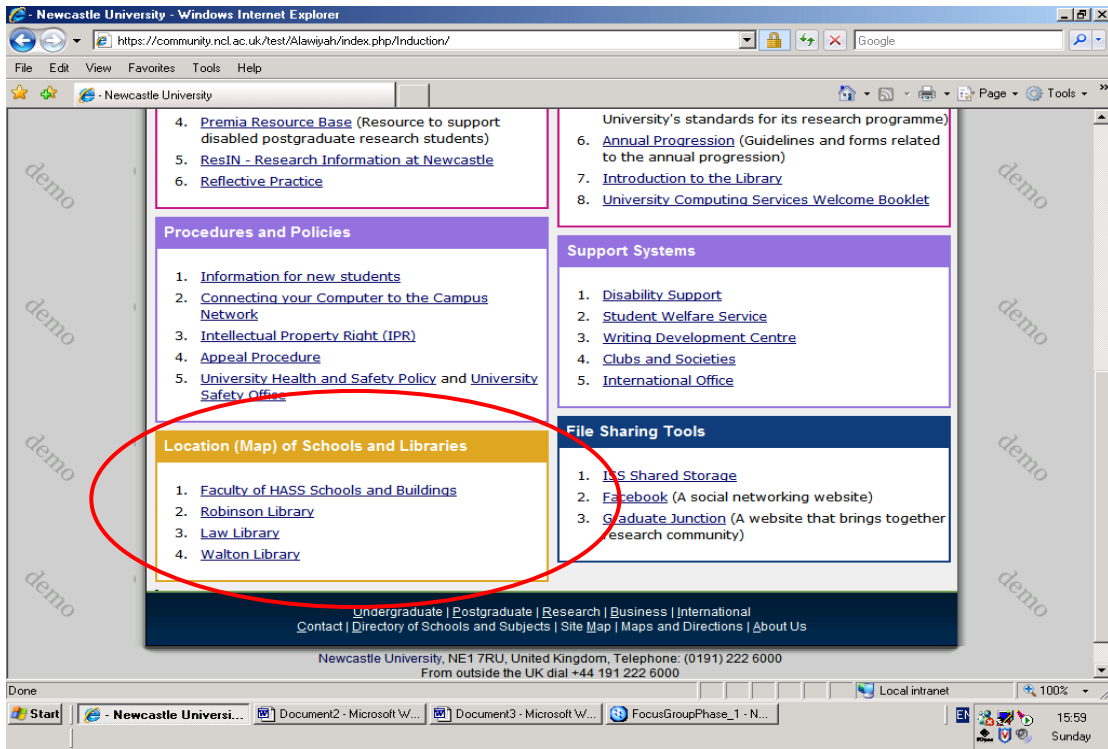 - Newcastle University - Windows Internet Explorer
https://community.ncl.ac.uk/test/Alawiyah/index.php/Induction/
Google
File Edit View Favorites Tools Help
- Newcastle University
Page Tools
4. Premia Resource Base (Resource to support
disabled postgraduate research students)
5. ResIN - Research Information at Newcastle
6. Reflective Practice
University's standards for its research programme)
6. Annual Progression (Guidelines and forms related
to the annual progression)
7. Introduction to the Library
8. University Computing Services Welcome Booklet
Procedures and Policies
1. Information for new students
2. Connecting your Computer to the Campus
Network
3. Intellectual Property Right (IPR)
4. Appeal Procedure
5. University Health and Safety Policy and University
Safety Office
Support Systems
1. Disability Support
2. Student Welfare Service
3. Writing Development Centre
4. Clubs and Societies
5. International Office
Location (Map) of Schools and Libraries
1. Faculty of HASS Schools and Buildings
2. Robinson Library
3. Law Library
4. Walton Library
File Sharing Tools
1. ISS Shared Storage
2. Facebook (A social networking website)
3. Graduate Junction (A website that brings together
research community)
demo
demo
demo
demo
demo
demo
demo
demo
Undergraduate | Postgraduate | Research | Business | International
Contact | Directory of Schools and Subjects | Site Map | Maps and Directions | About Us
Newcastle University, NE1 7RU, United Kingdom, Telephone: (0191) 222 6000
From outside the UK dial +44 191 222 6000
Done
Local intranet
100%
Start
- Newcastle Universi...
Document2 - Microsoft W...
Document3 - Microsoft W...
FocusGroupPhase_1 - N...
EN
15:59
Sunday